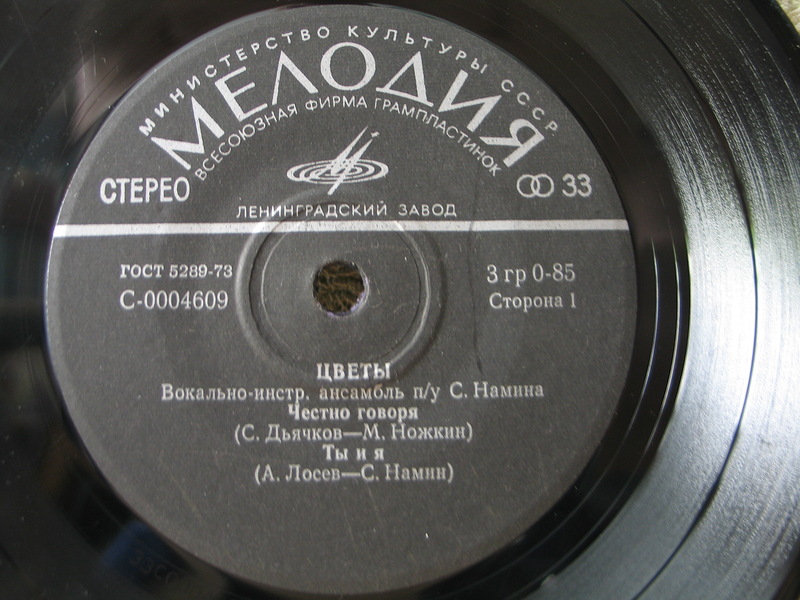 МИНИСТЕРСТВО КУЛЬТУРЫ СССР
МЕЛОДИЯ
ВСЕСОЮЗНАЯ ФИРМА ГРАМПЛАСТИНОК
СТЕРЕО 33
ЛЕНИНГРАДСКИЙ ЗАВОД
ГОСТ 5289-73 3 гр 0-85
С-0004609 Сторона 1
ЦВЕТЫ
Вокально-инстр. ансамбль п/у С. Намина
Честно говоря
(С. Дьячков—М. Ножкин)
Ты и я
(А. Лосев—С. Намин)